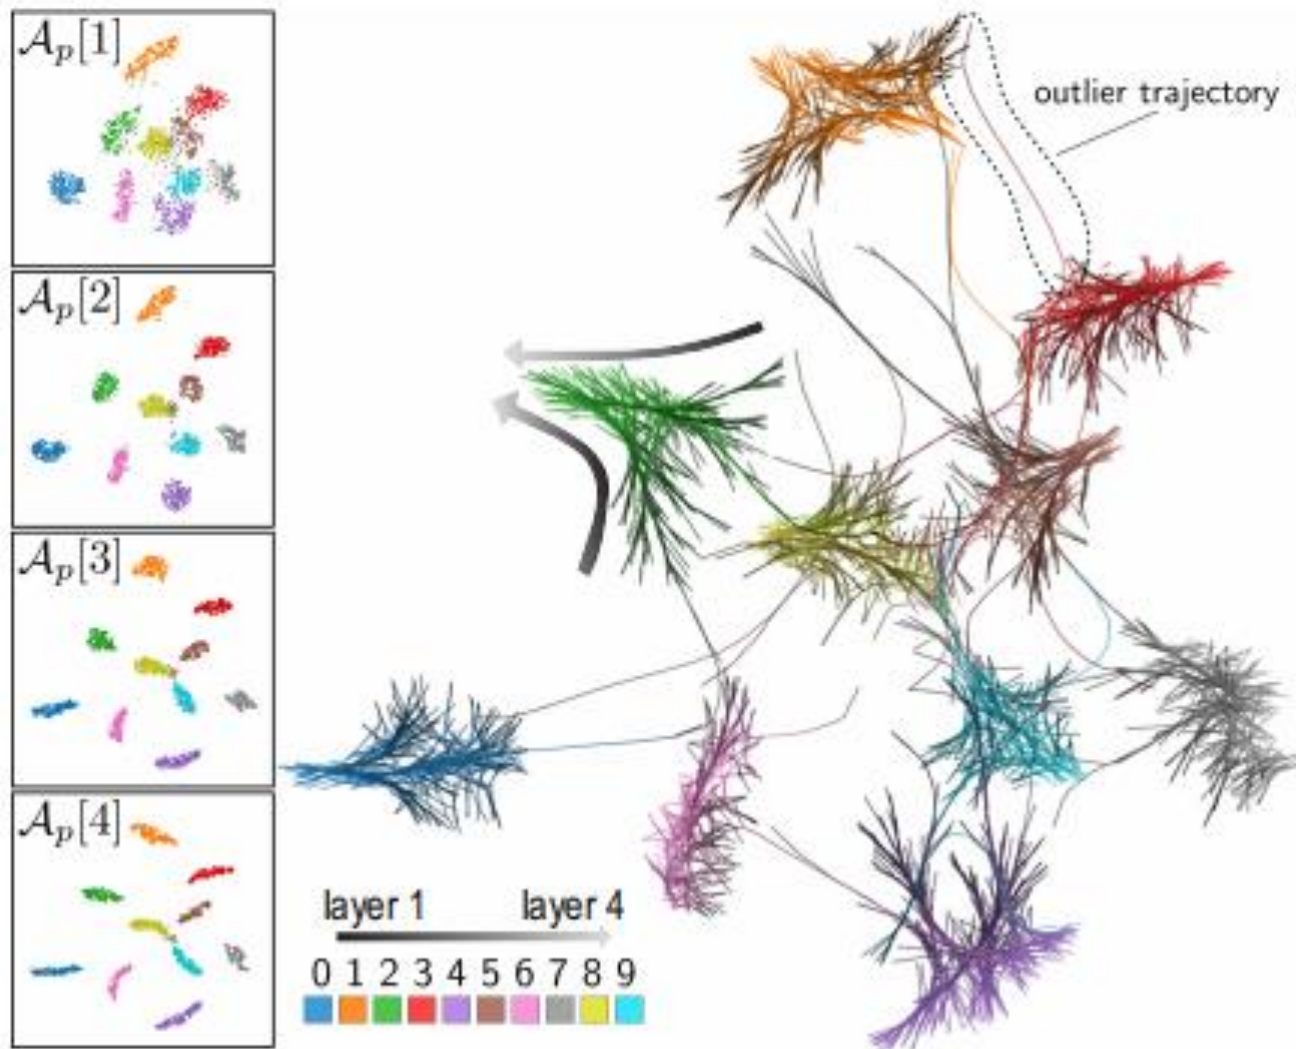 𝒜ₚ[1]
outlier trajectory
𝒜ₚ[2]
𝒜ₚ[3]
𝒜ₚ[4]
layer 1 layer 4
0 1 2 3 4 5 6 7 8 9